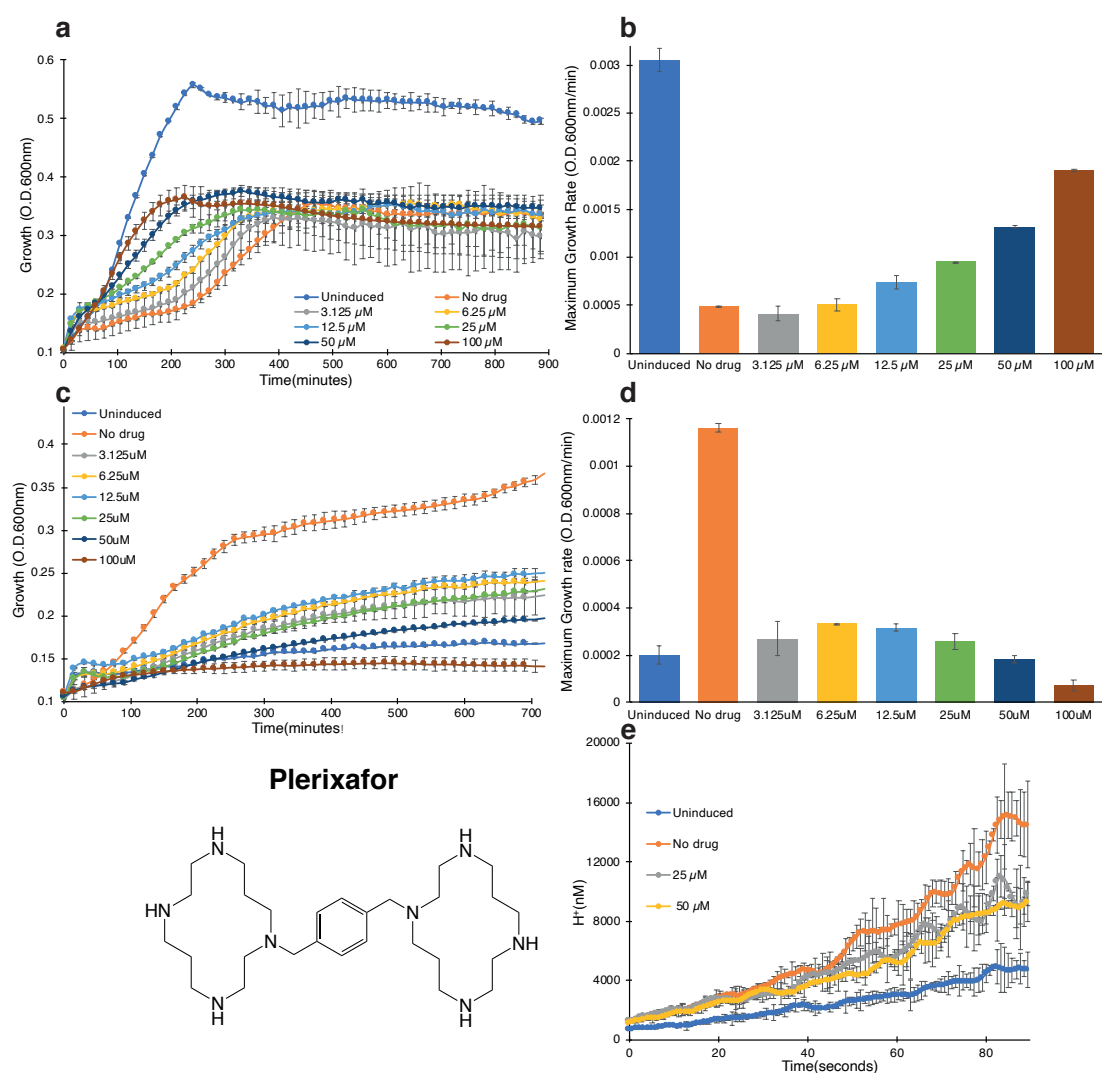 a
0.6
0.5
0.4
0.3
0.2
0.1
Growth (O.D.600nm)
0 100 200 300 400 500 600 700 800 900
Time(minutes)
Uninduced No drug
3.125 µM 6.25 µM
12.5 µM 25 µM
50 µM 100 µM
b
0.003
0.0025
0.002
0.0015
0.001
0.0005
0
Maximum Growth Rate (O.D.600nm/min)
Uninduced No drug 3.125 µM 6.25 µM 12.5 µM 25 µM 50 µM 100 µM
c
0.4
0.35
0.3
0.25
0.2
0.15
0.1
Growth (O.D.600nm)
Uninduced
No drug
3.125uM
6.25uM
12.5uM
25uM
50uM
100uM
0 100 200 300 400 500 600 700
Time(minutes
d
0.0012
0.001
0.0008
0.0006
0.0004
0.0002
0
Maximum Growth rate (O.D.600nm/min)
Uninduced No drug 3.125uM 6.25uM 12.5uM 25uM 50uM 100uM
Plerixafor
H
N
H
N
HN
N
N
NH
N
H
N
H
e
20000
16000
12000
8000
4000
0
H⁺(nM)
Uninduced
No drug
25 µM
50 µM
0 20 40 60 80
Time(seconds)